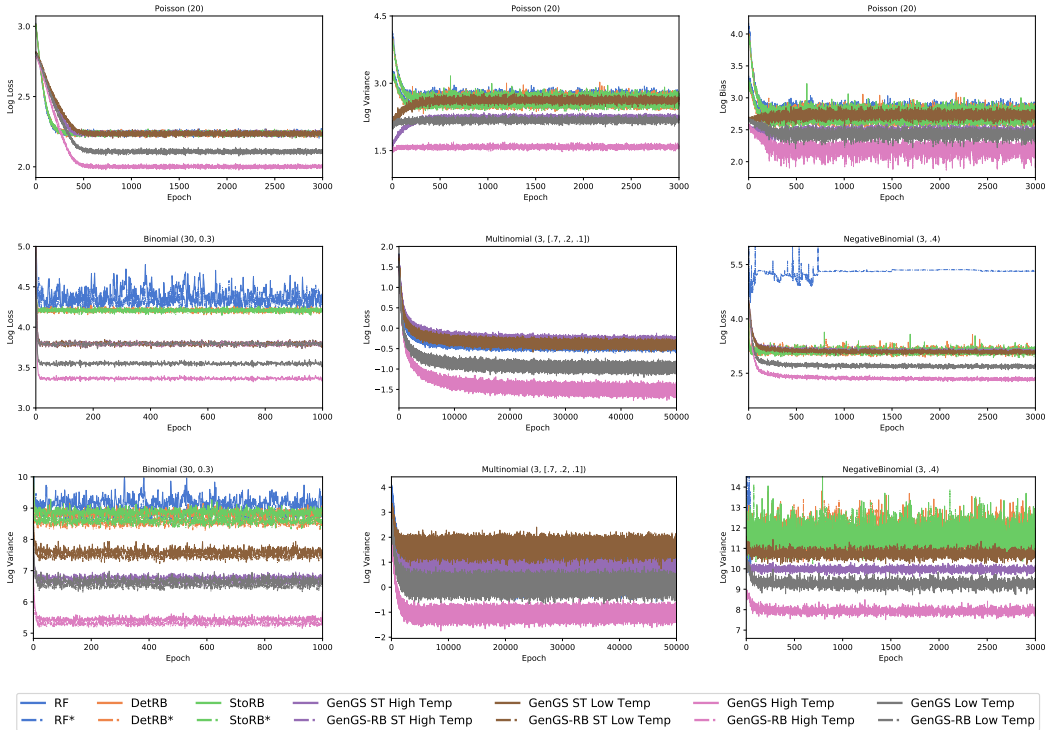 Poisson (20)
3.0
2.5
2.0
Log Loss
0 500 1000 1500 2000 2500 3000
Epoch
Poisson (20)
4.5
3.0
1.5
Log Variance
0 500 1000 1500 2000 2500 3000
Epoch
Poisson (20)
4.0
3.5
3.0
2.5
2.0
Log Bias
0 500 1000 1500 2000 2500 3000
Epoch
Binomial (30, 0.3)
5.0
4.5
4.0
3.5
3.0
Log Loss
0 200 400 600 800 1000
Epoch
Multinomial (3, [.7, .2, .1])
2.0
1.5
1.0
0.5
0.0
−0.5
−1.0
−1.5
Log Loss
0 10000 20000 30000 40000 50000
Epoch
NegativeBinomial (3, .4)
5.5
4.0
2.5
Log Loss
0 500 1000 1500 2000 2500 3000
Epoch
Binomial (30, 0.3)
10
9
8
7
6
5
Log Variance
0 200 400 600 800 1000
Epoch
Multinomial (3, [.7, .2, .1])
4
3
2
1
0
−1
−2
Log Variance
0 10000 20000 30000 40000 50000
Epoch
NegativeBinomial (3, .4)
14
13
12
11
10
9
8
7
Log Variance
0 500 1000 1500 2000 2500 3000
Epoch
RF DetRB StoRB GenGS ST High Temp GenGS ST Low Temp GenGS High Temp GenGS Low Temp
RF* DetRB* StoRB* GenGS-RB ST High Temp GenGS-RB ST Low Temp GenGS-RB High Temp GenGS-RB Low Temp